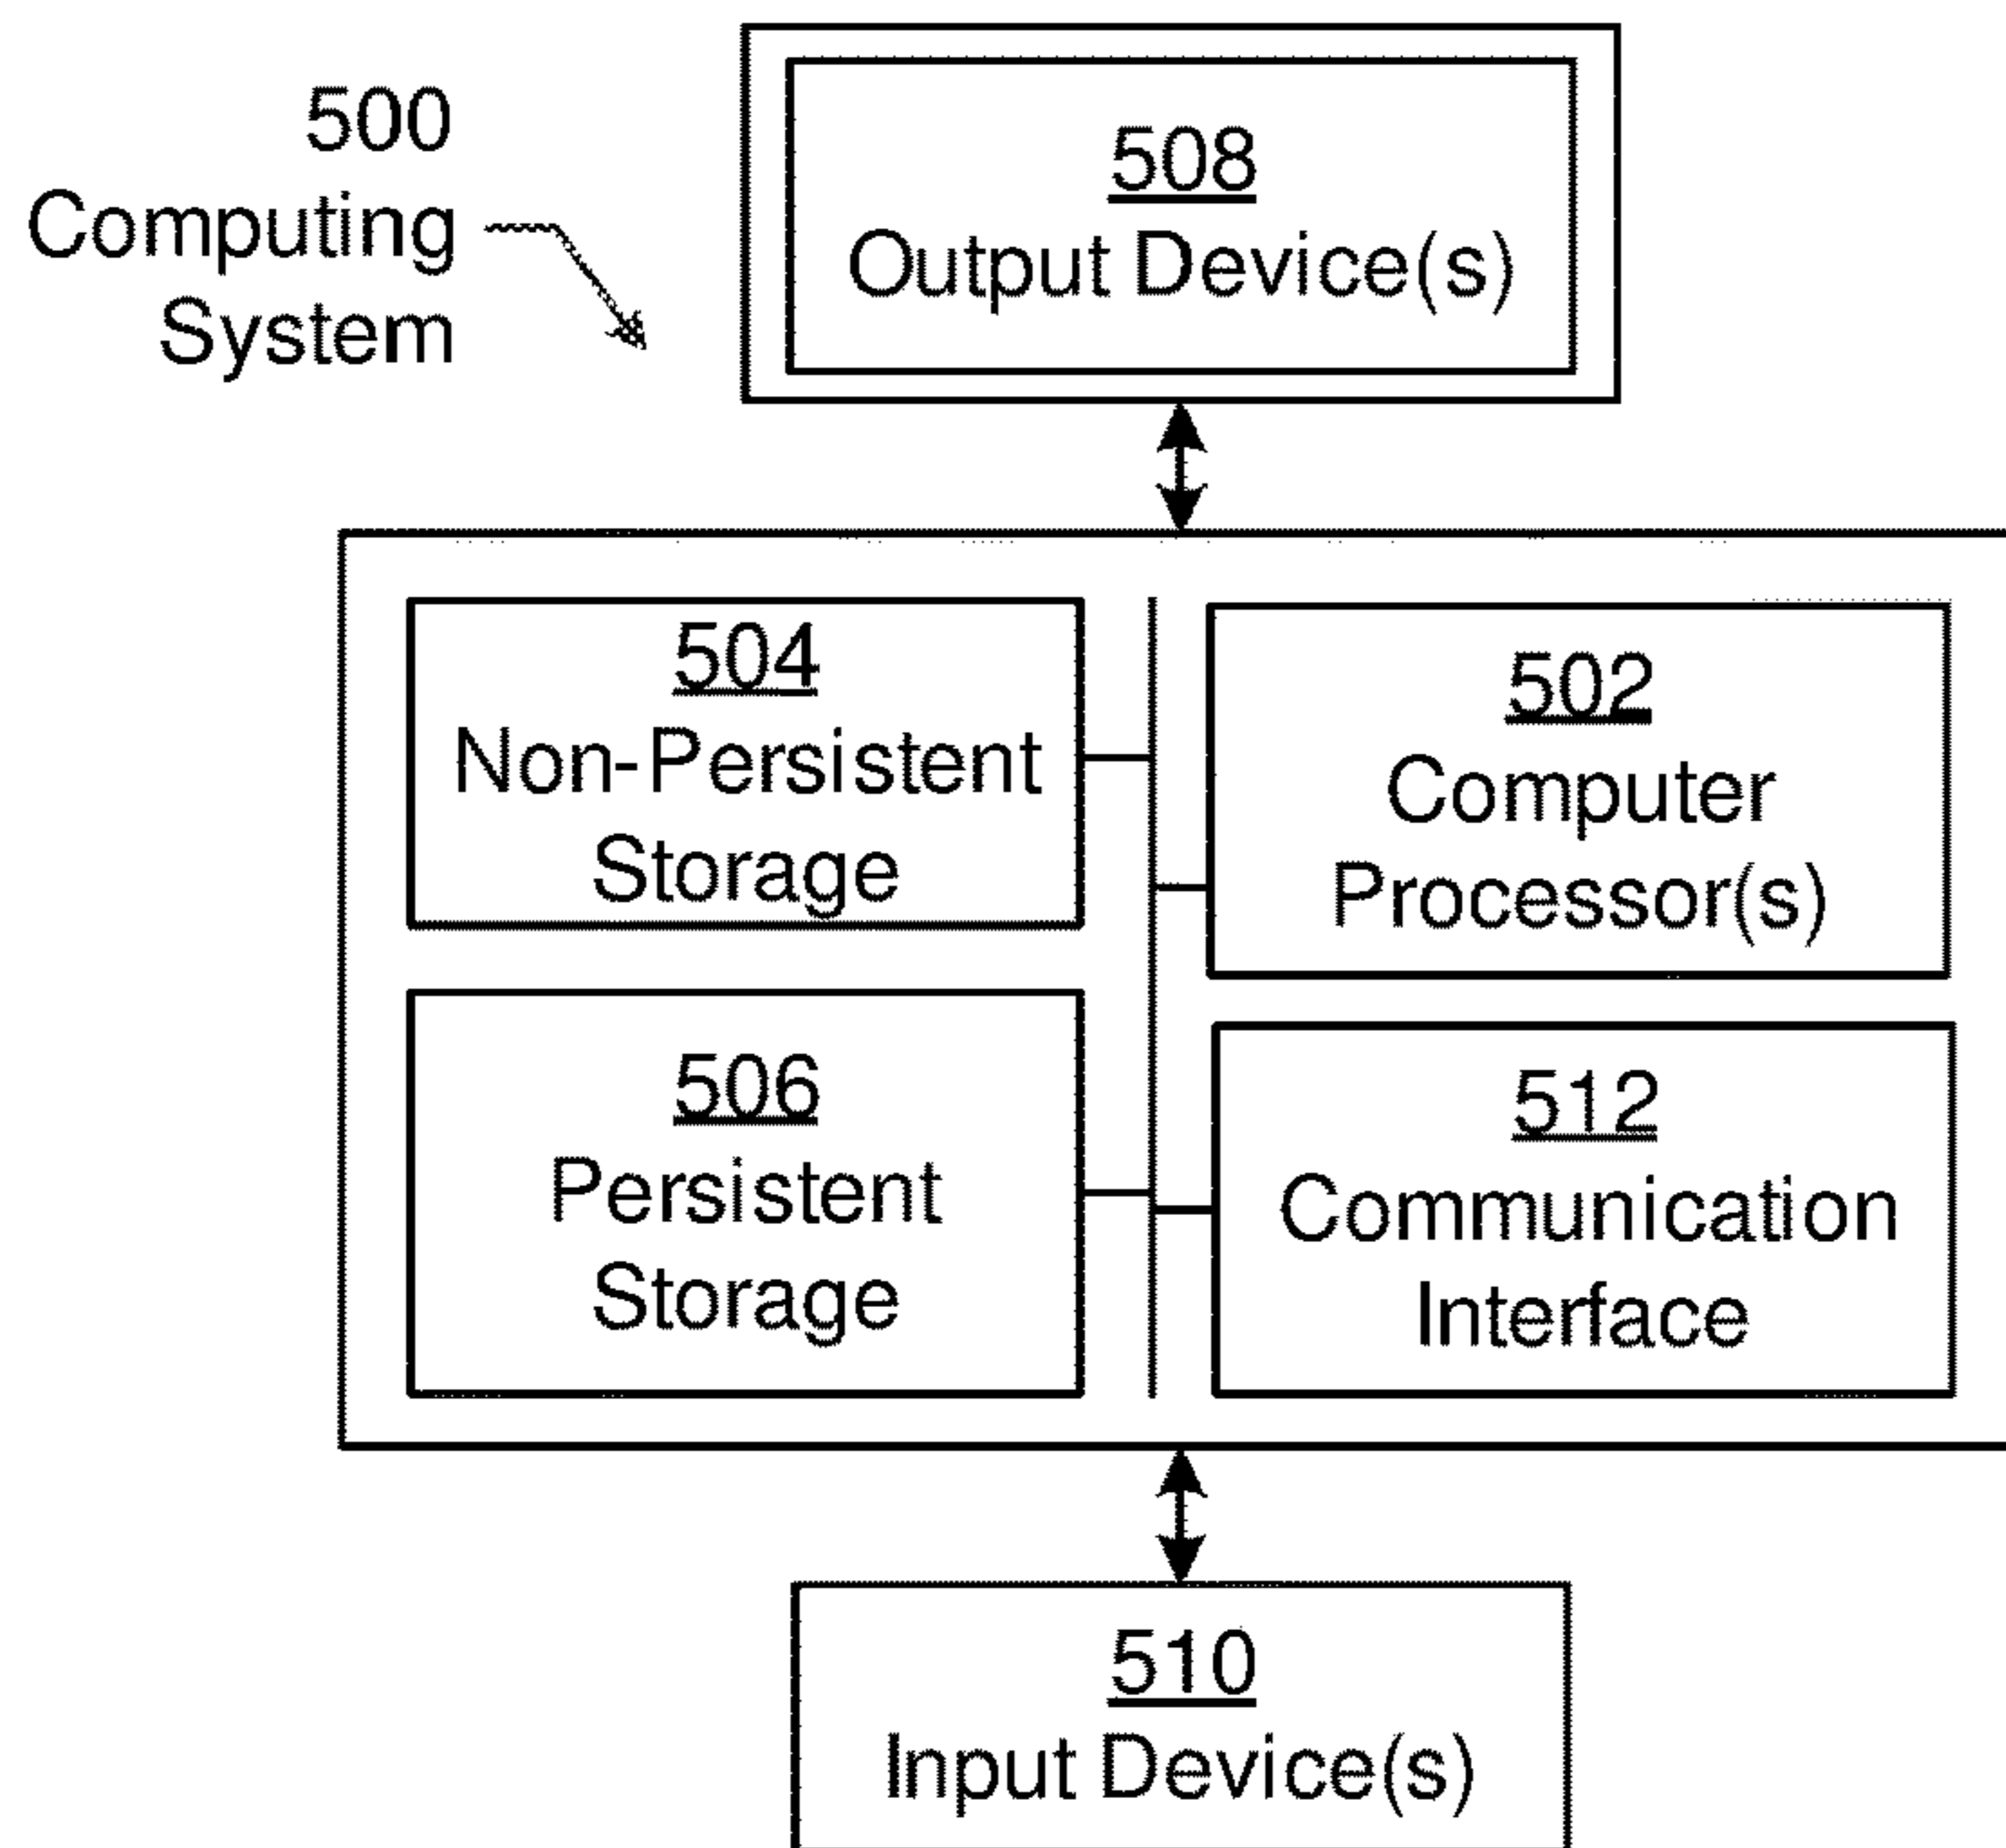 500
Computing
System
508
Output Device(s)
504
Non-Persistent
Storage
502
Computer
Processor(s)
506
Persistent
Storage
512
Communication
Interface
510
Input Device(s)